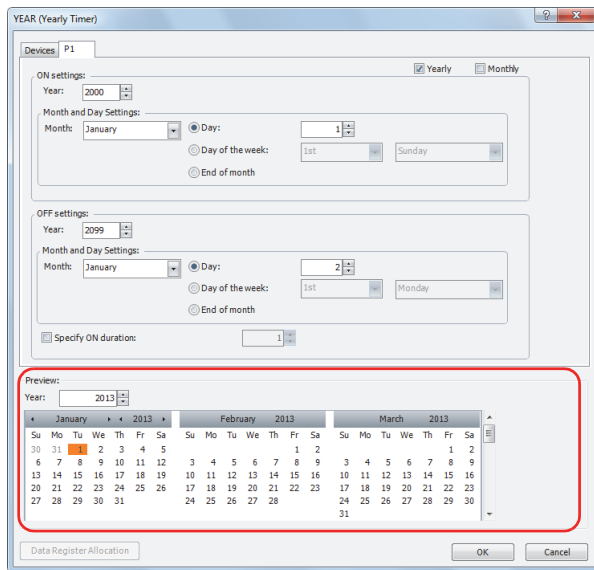 YEAR (Yearly Timer)
Devices P1
Yearly Monthly
ON settings:
Year: 2000
Month and Day Settings:
Month: January Day: 1
Day of the week: 1st Sunday
End of month
OFF settings:
Year: 2099
Month and Day Settings:
Month: January Day: 2
Day of the week: 1st Monday
End of month
Specify ON duration: 1
Preview:
Year: 2013
January 2013 February 2013 March 2013
Su Mo Tu We Th Fr Sa Su Mo Tu We Th Fr Sa Su Mo Tu We Th Fr Sa
30 31 1 2 3 4 5 1 2 1 2
6 7 8 9 10 11 12 3 4 5 6 7 8 9 3 4 5 6 7 8 9
13 14 15 16 17 18 19 10 11 12 13 14 15 16 10 11 12 13 14 15 16
20 21 22 23 24 25 26 17 18 19 20 21 22 23 17 18 19 20 21 22 23
27 28 29 30 31 24 25 26 27 28 24 25 26 27 28 29 30
31
Data Register Allocation OK Cancel